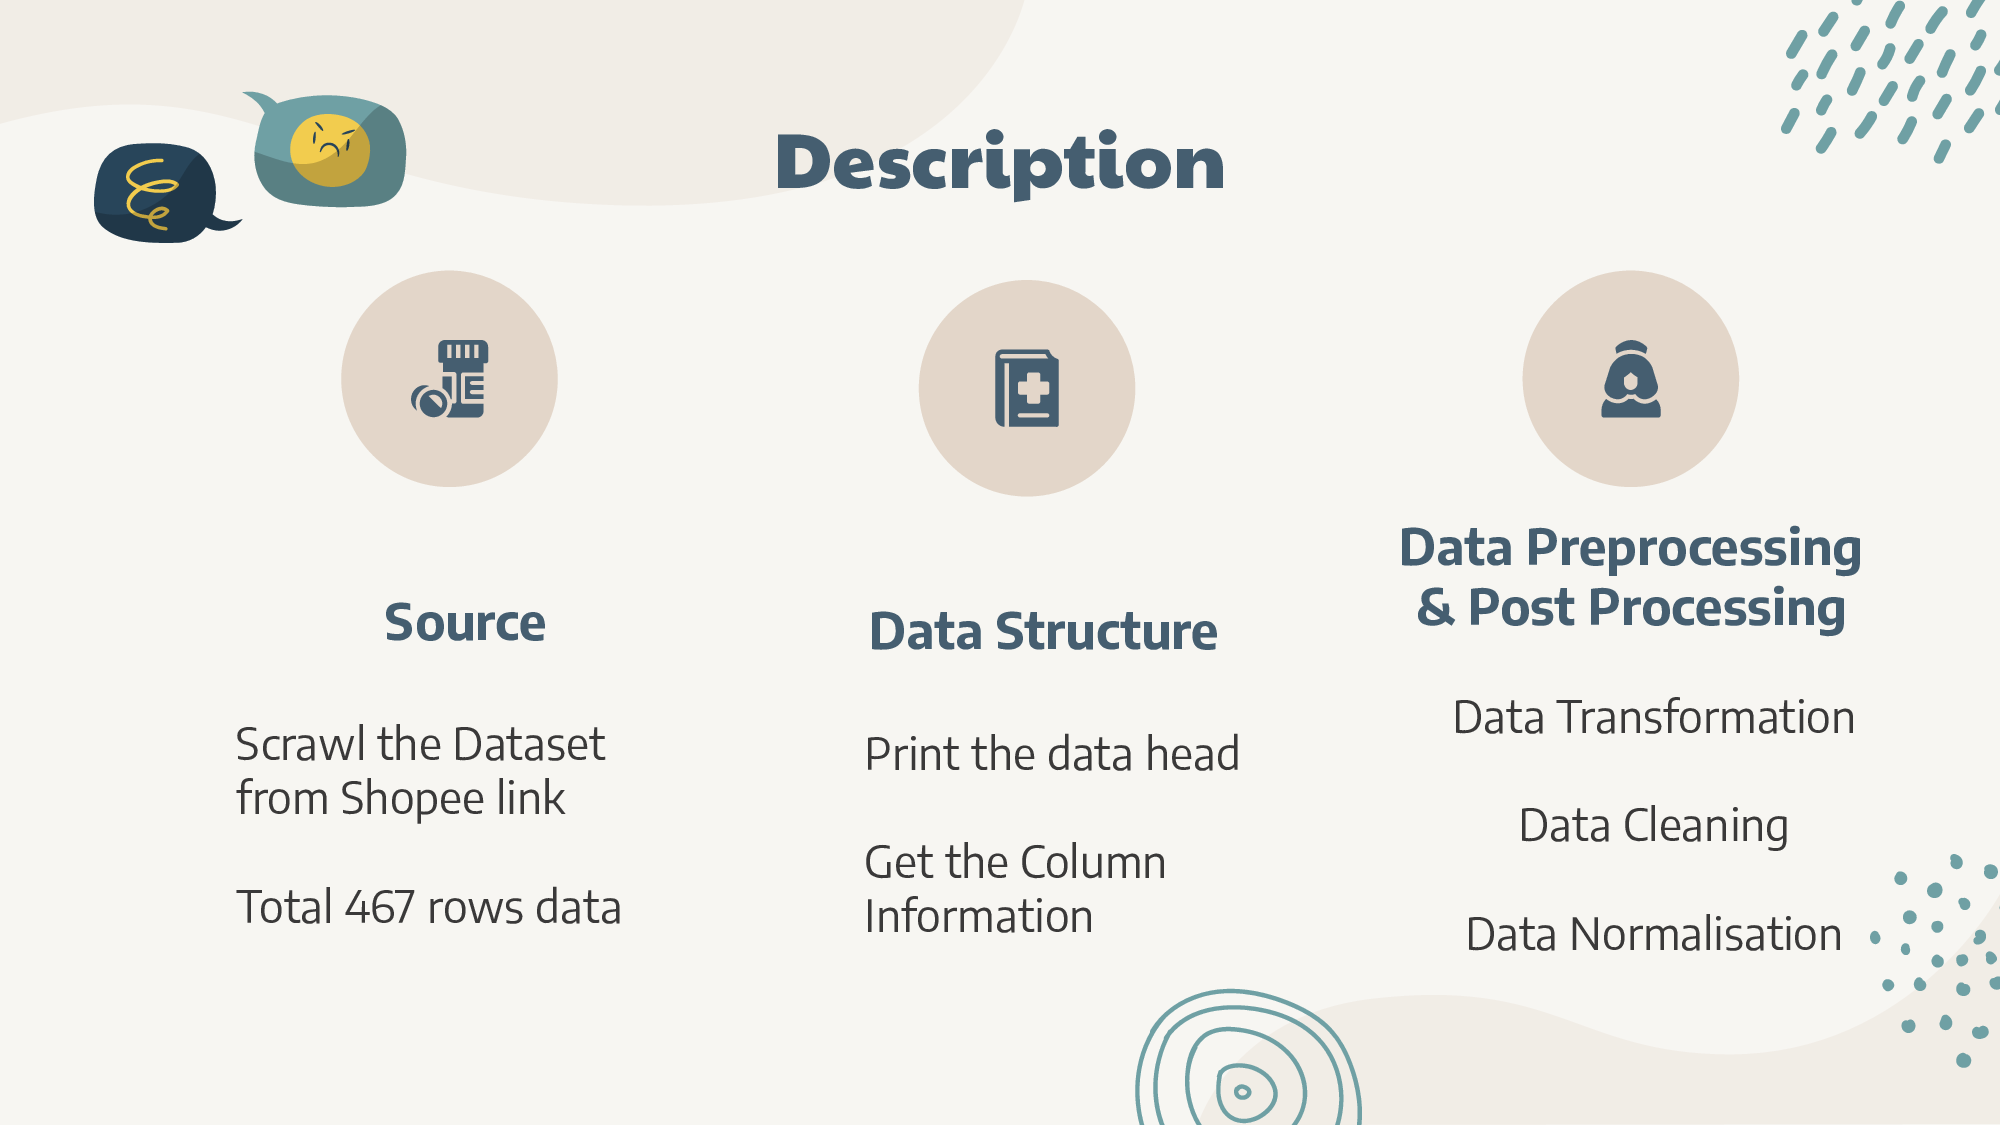 Description
Source
Scrawl the Dataset
from Shopee link
Total 467 rows data
Data Structure
Print the data head
Get the Column
Information
Data Preprocessing
& Post Processing
Data Transformation
Data Cleaning
Data Normalisation